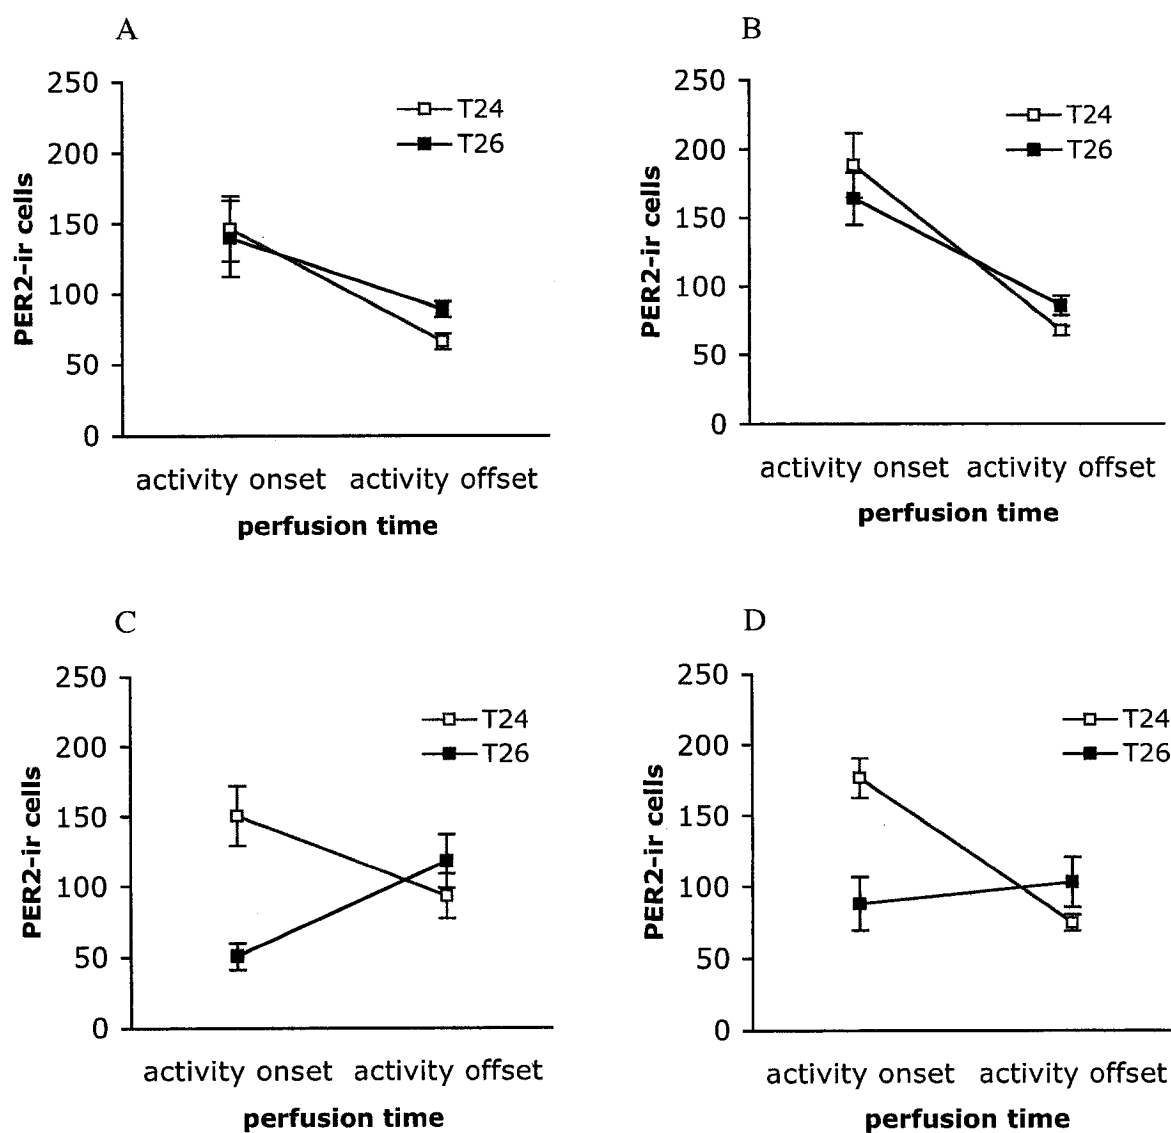 A
PER2-ir cells
250
200
150
100
50
0
T24
T26
activity onset activity offset
perfusion time
B
PER2-ir cells
250
200
150
100
50
0
T24
T26
activity onset activity offset
perfusion time
C
PER2-ir cells
250
200
150
100
50
0
T24
T26
activity onset activity offset
perfusion time
D
PER2-ir cells
250
200
150
100
50
0
T24
T26
activity onset activity offset
perfusion time